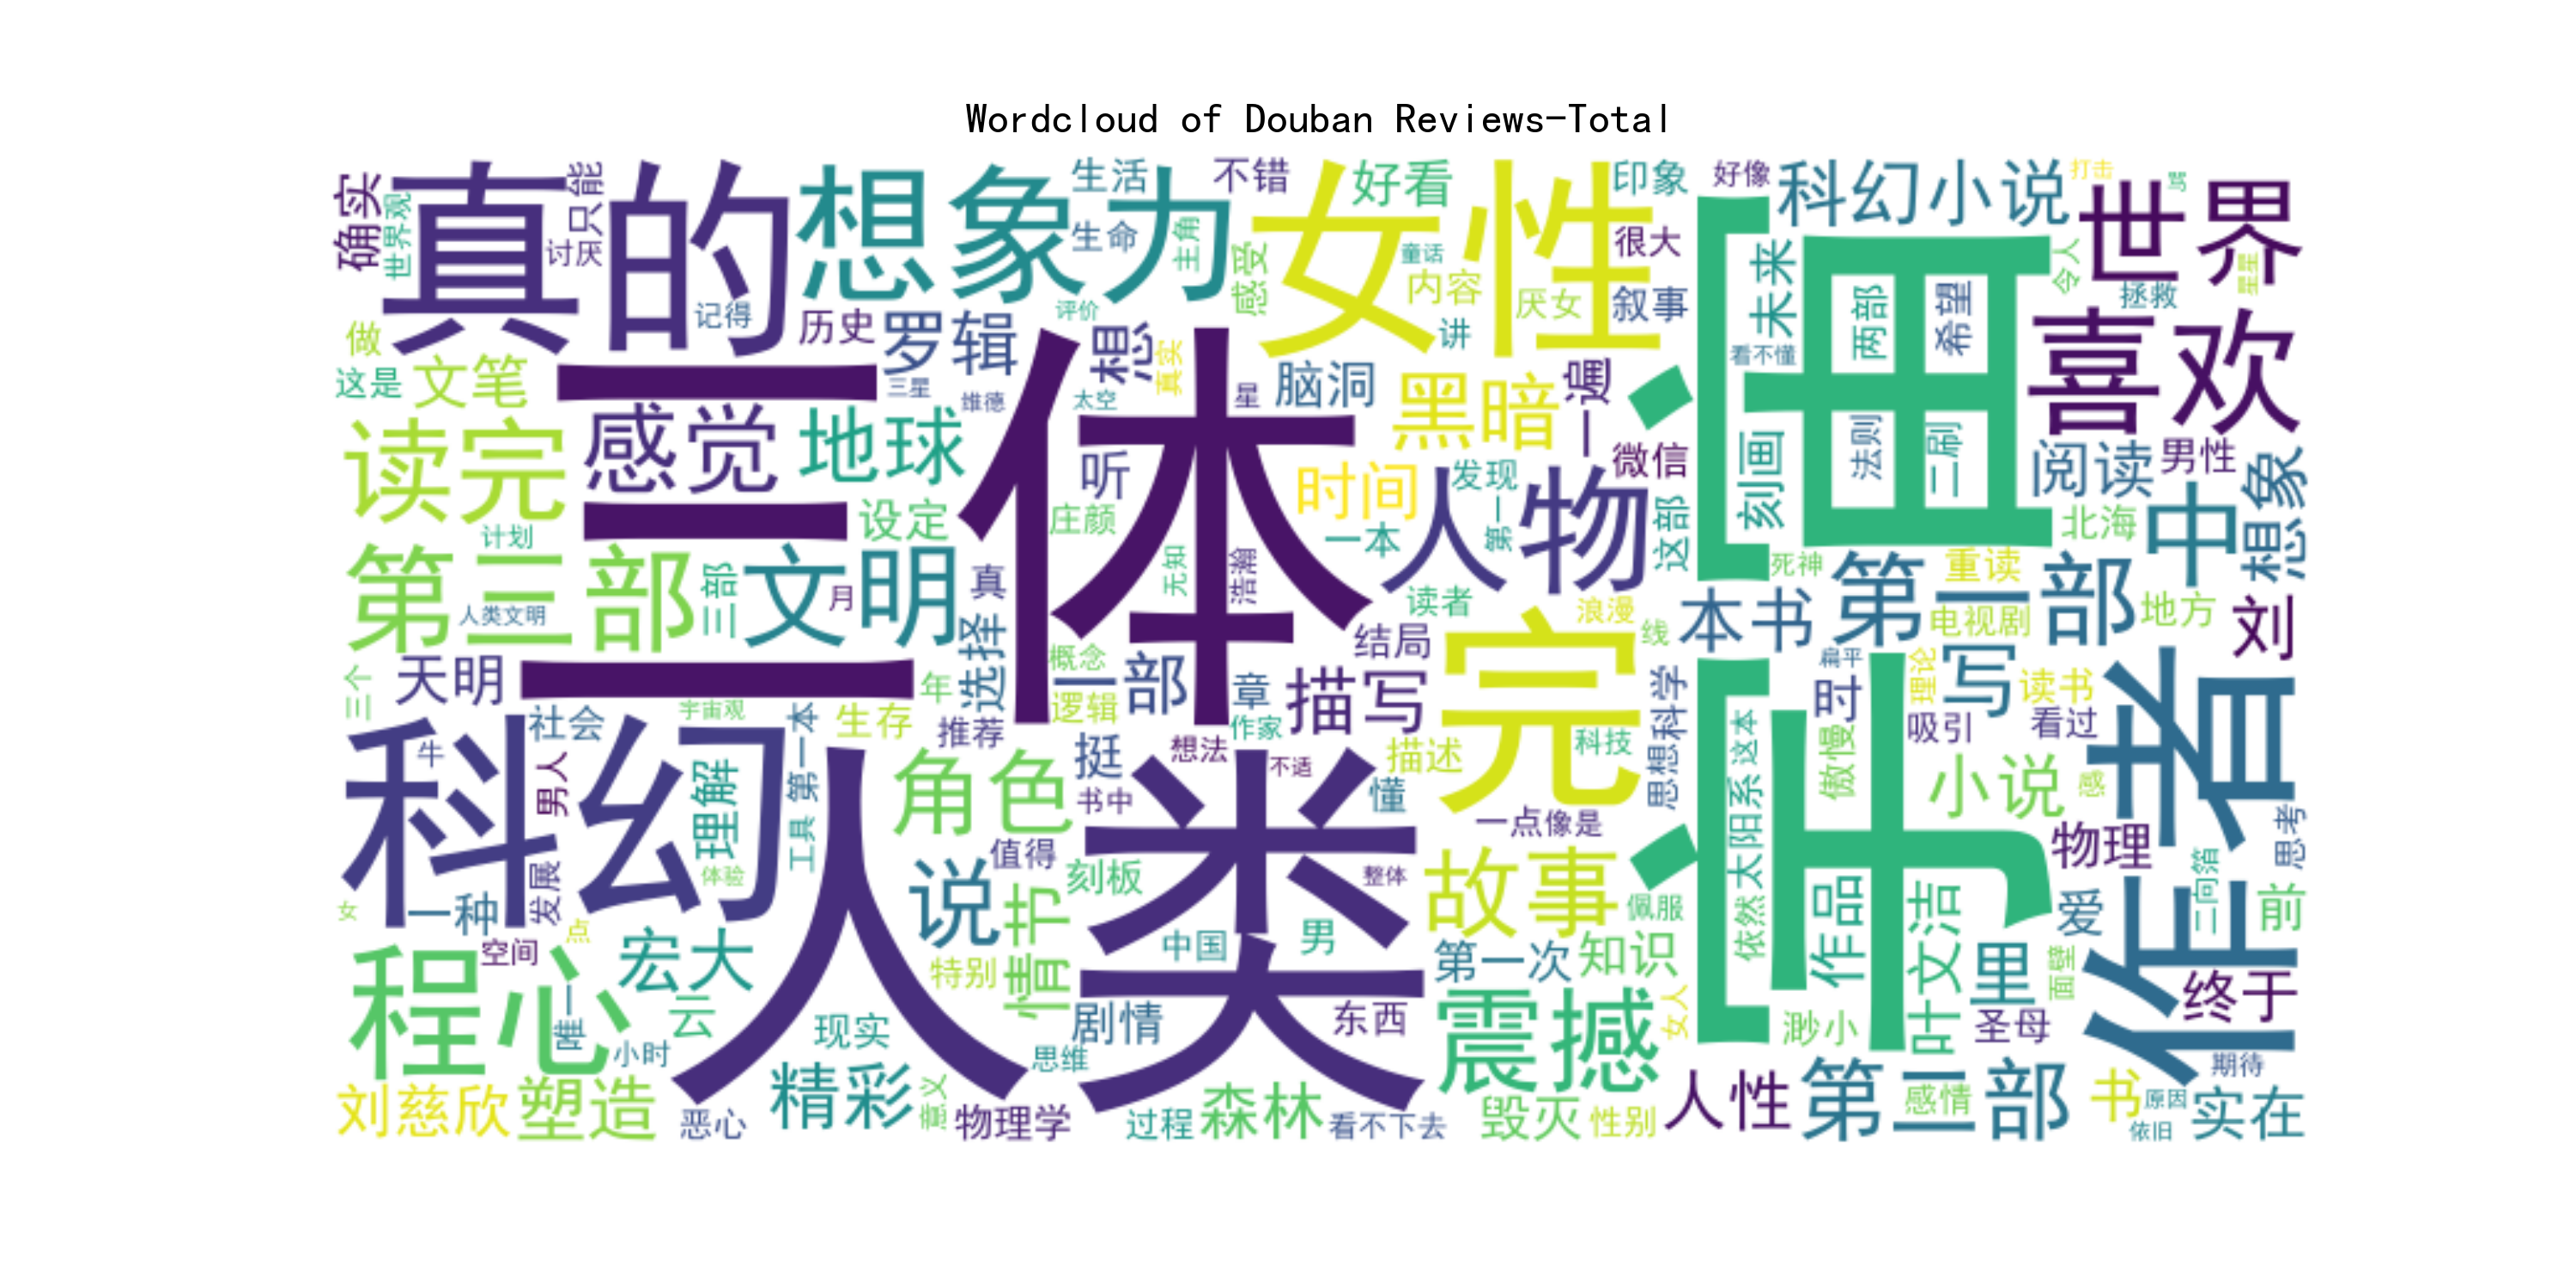 Wordcloud of Douban Reviews-Total
确实
世界观
真的
只能
讨厌
记得
想象力
生活
生命
主角
不错
感受
评价
女性
好看
童话
内容
厌女
讲
印象
很大
叙事
好像
科幻小说
打击
骂
世界
令人
拯救
星星
未来
宇宙
两部
希望
看不懂
法则
二刷
刻画
喜欢
做
这是
文笔
历史
罗辑
三星
维德
想
真实
太空
星
脑洞
黑暗
一遍
微信
三体
读完
感觉
地球
听
时间
发现
人物
第一
这部
阅读
男性
想象
计划
设定
庄颜
一本
北海
中
第三部
人类文明
三部
文明
月
真
无知
浩瀚
读者
浪漫
线
死神
重读
第一部
本书
电视剧
地方
刘
三个
天明
年
选择
概念
一部
逻辑
章
结局
描写
完
思想科学
扁平
时
理论
写
读书
看过
作者
社会
宇宙观
生存
推荐
作家
想法
描述
科技
这本
傲慢
吸引
科幻
牛
男人
理解
第一本
工具
体验
角色
挺
书中
不适
懂
一点像是
太阳系
小说
感
物理
思考
人类
发展
一种
说
值得
刻板
整体
故事
佩服
依然
作品
叶文洁
爱
二向箔
前
女
点
空间
程心
唯一
宏大
云
特别
情节
中国
男
第一次
知识
里
面壁
终于
小时
现实
思维
剧情
东西
震撼
女人
渺小
圣母
期待
刘慈欣
塑造
恶心
精彩
意义
物理学
过程
森林
看不下去
毁灭
性别
人性
第二部
感情
书
原因
依旧
实在